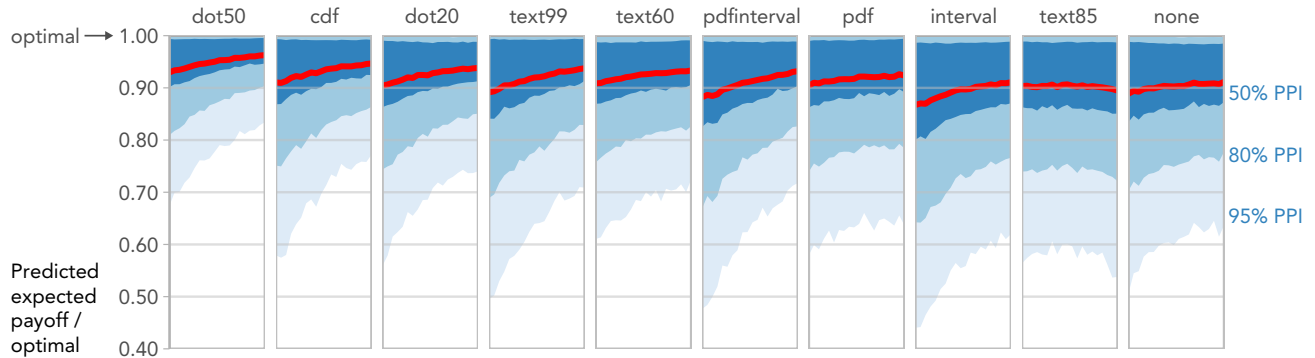 dot50 cdf dot20 text99 text60 pdfinterval pdf interval text85 none
optimal → 1.00
0.90
50% PPI
0.80
80% PPI
0.70
95% PPI
0.60
Predicted
expected
payoff /
optimal
0.50
0.40